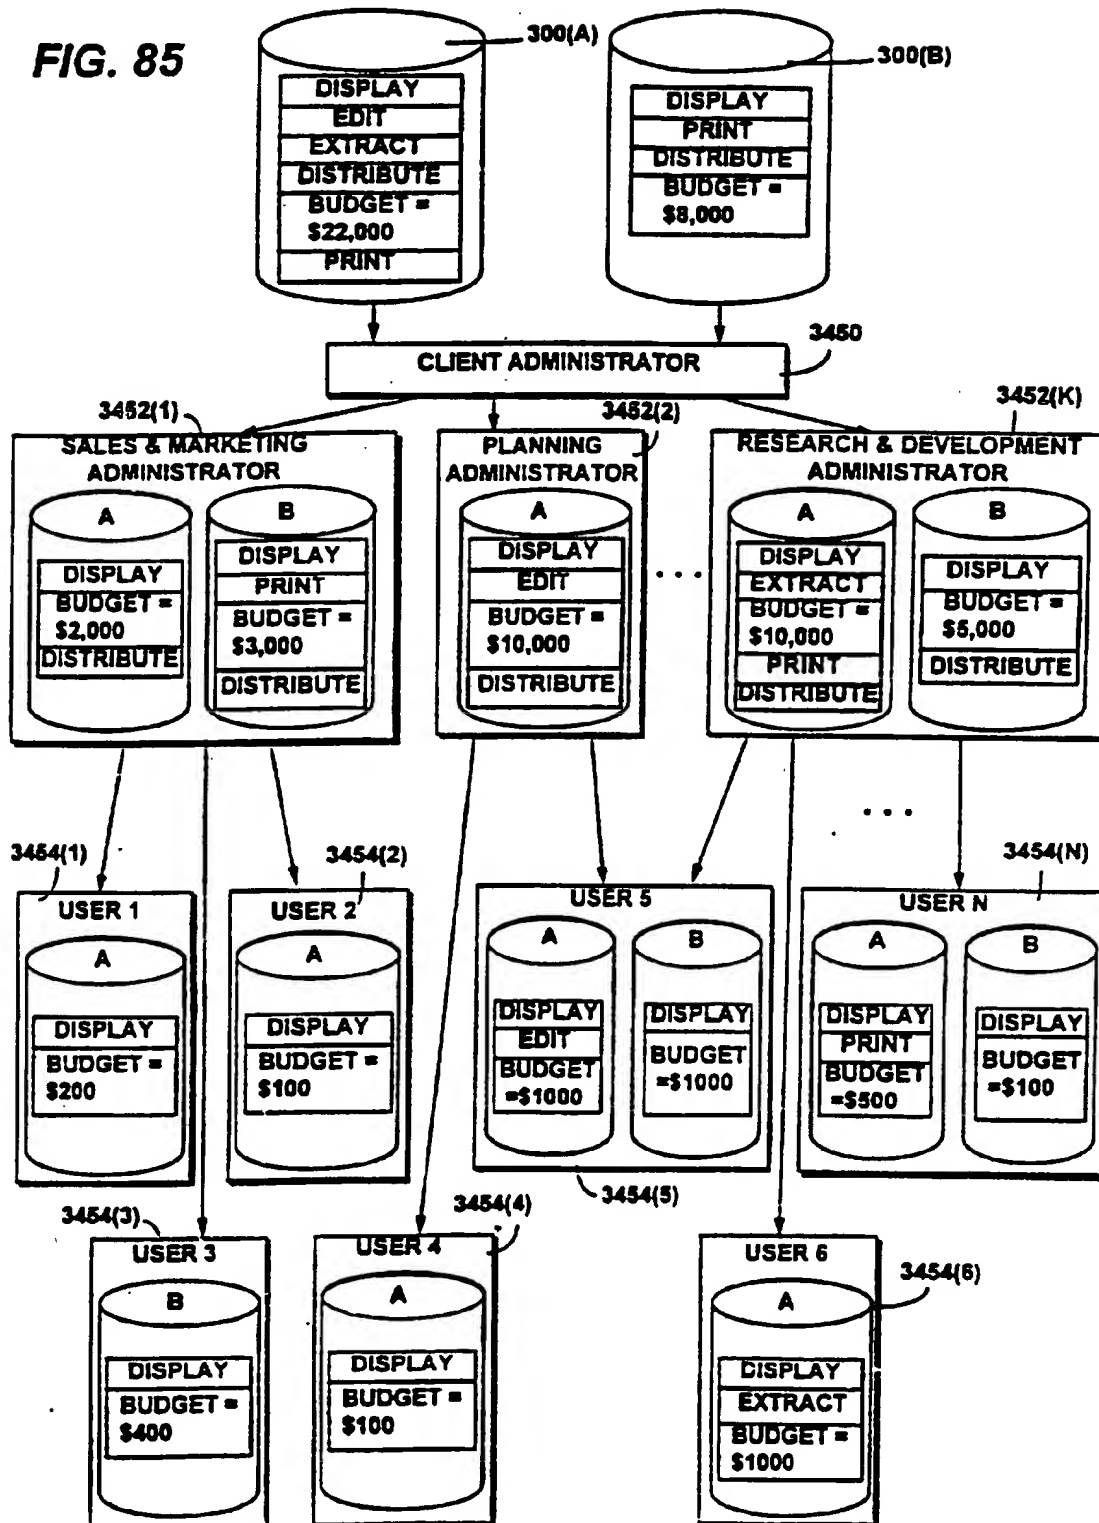 FIG. 85
300(A)
DISPLAY
EDIT
EXTRACT
DISTRIBUTE
BUDGET =
$22,000
PRINT
300(B)
DISPLAY
PRINT
DISTRIBUTE
BUDGET =
$8,000
CLIENT ADMINISTRATOR
3450
3452(1)
SALES & MARKETING
ADMINISTRATOR
A
DISPLAY
BUDGET =
$2,000
DISTRIBUTE
B
DISPLAY
PRINT
BUDGET =
$3,000
DISTRIBUTE
3452(2)
PLANNING
ADMINISTRATOR
A
DISPLAY
EDIT
BUDGET =
$10,000
DISTRIBUTE
. . .
3452(K)
RESEARCH & DEVELOPMENT
ADMINISTRATOR
A
DISPLAY
EXTRACT
BUDGET =
$10,000
PRINT
DISTRIBUTE
B
DISPLAY
BUDGET =
$5,000
DISTRIBUTE
. . .
3454(1)
USER 1
A
DISPLAY
BUDGET =
$200
3454(2)
USER 2
A
DISPLAY
BUDGET =
$100
USER 5
A
DISPLAY
EDIT
BUDGET
=$1000
B
DISPLAY
BUDGET
=$1000
3454(5)
3454(N)
USER N
A
DISPLAY
PRINT
BUDGET
=$500
B
DISPLAY
BUDGET
=$100
3454(3)
USER 3
B
DISPLAY
BUDGET =
$400
3454(4)
USER 4
A
DISPLAY
BUDGET =
$100
USER 6
3454(6)
A
DISPLAY
EXTRACT
BUDGET =
$1000